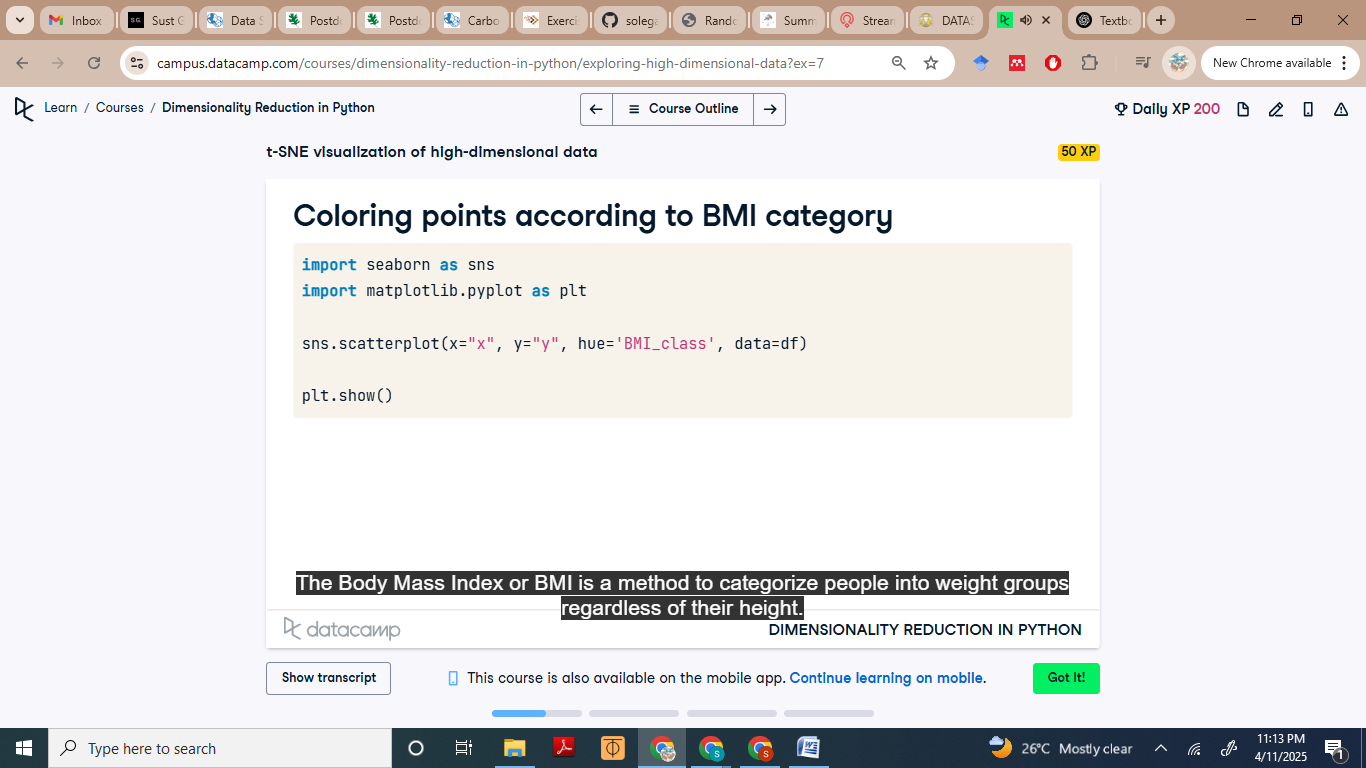 Inbox
SG.
Sust G
Data S
Postdo
Postdo
Carbo
Exerci
solega
Rando
Summ
Stream
DATAS
Textbo
campus.datacamp.com/courses/dimensionality-reduction-in-python/exploring-high-dimensional-data?ex=7
New Chrome available
Learn / Courses / Dimensionality Reduction in Python
Course Outline
Daily XP 200
t-SNE visualization of high-dimensional data
50 XP
Coloring points according to BMI category
import seaborn as sns
import matplotlib.pyplot as plt
sns.scatterplot(x="x", y="y", hue='BMI_class', data=df)
plt.show()
The Body Mass Index or BMI is a method to categorize people into weight groups
regardless of their height.
datacamp
DIMENSIONALITY REDUCTION IN PYTHON
Show transcript
This course is also available on the mobile app. Continue learning on mobile.
Got It!
Type here to search
26°C Mostly clear
11:13 PM
4/11/2025
1